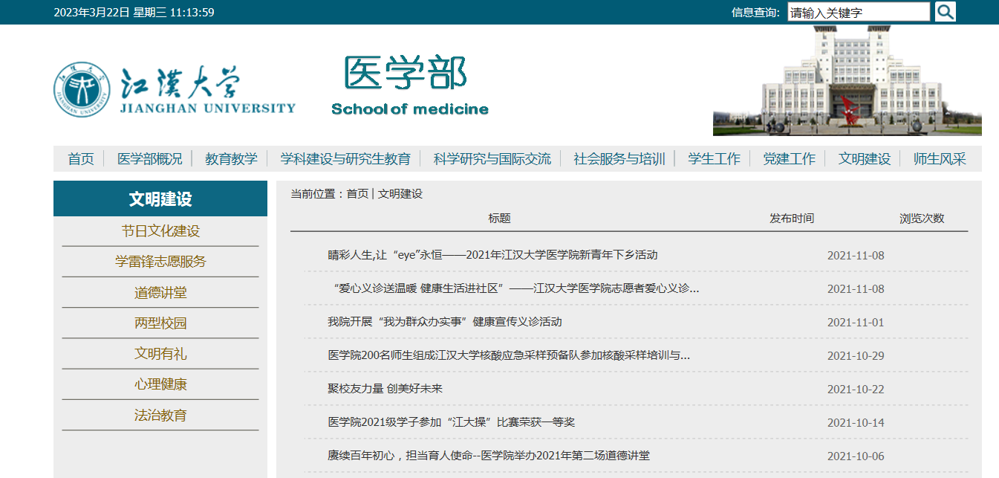 2023年3月22日 星期三 11:13:59
信息查询: 请输入关键字
江漢大学
JIANGHAN UNIVERSITY
医学部
School of medicine
首页 医学部概况 教育教学 学科建设与研究生教育 科学研究与国际交流 社会服务与培训 学生工作 党建工作 文明建设 师生风采
文明建设
节日文化建设
学雷锋志愿服务
道德讲堂
两型校园
文明有礼
心理健康
法治教育
当前位置：首页 | 文明建设
标题 发布时间 浏览次数
睛彩人生,让“eye”永恒——2021年江汉大学医学院新青年下乡活动 2021-11-08
“爱心义诊送温暖 健康生活进社区”——江汉大学医学院志愿者爱心义诊... 2021-11-08
我院开展“我为群众办实事”健康宣传义诊活动 2021-11-01
医学院200名师生组成江汉大学核酸应急采样预备队参加核酸采样培训与... 2021-10-29
聚校友力量 创美好未来 2021-10-22
医学院2021级学子参加“江大操”比赛荣获一等奖 2021-10-14
赓续百年初心，担当育人使命--医学院举办2021年第二场道德讲堂 2021-10-06